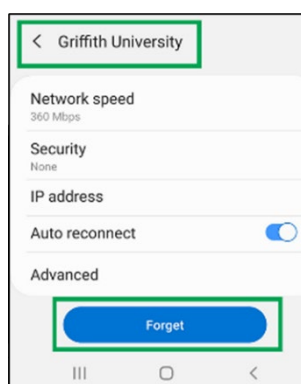 Griffith University
Network speed
360 Mbps
Security
None
IP address
Auto reconnect
Advanced
Forget